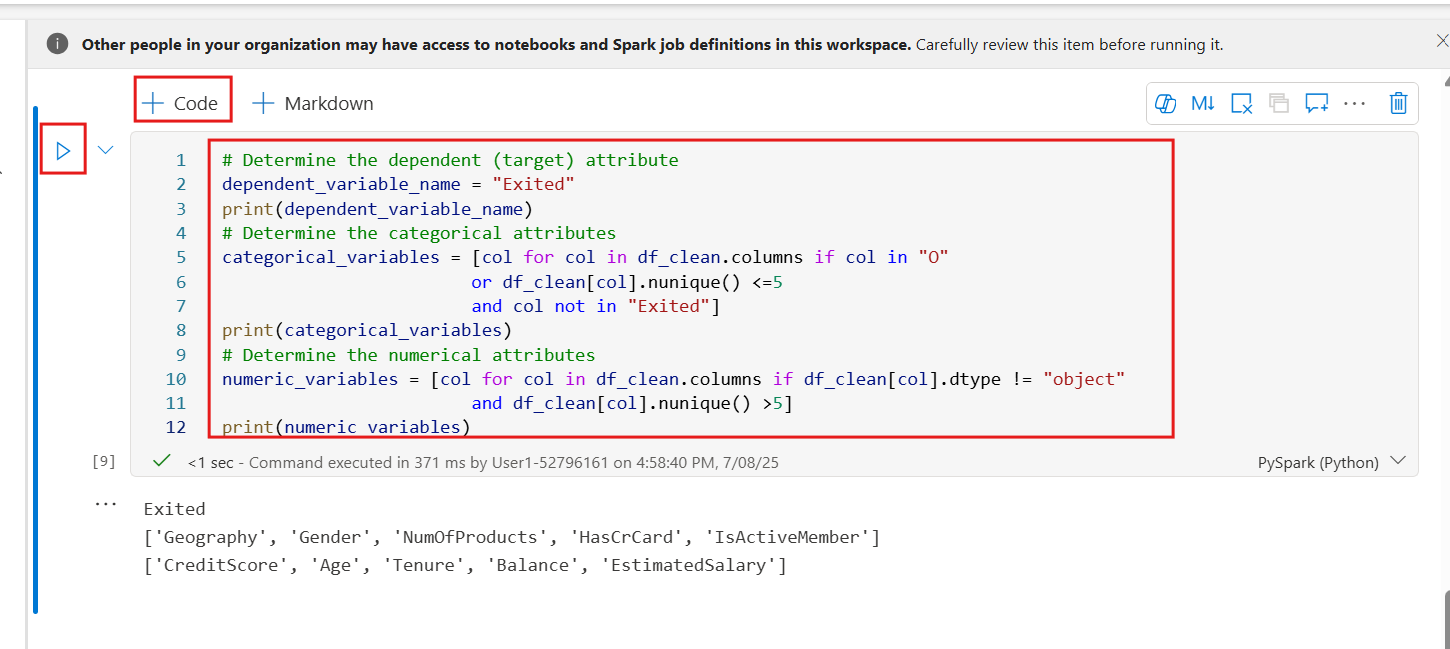 Other people in your organization may have access to notebooks and Spark job definitions in this workspace. Carefully review this item before running it.
Code Markdown
M↓
1 # Determine the dependent (target) attribute
2 dependent_variable_name = "Exited"
3 print(dependent_variable_name)
4 # Determine the categorical attributes
5 categorical_variables = [col for col in df_clean.columns if col in "O"
6 or df_clean[col].nunique() <=5
7 and col not in "Exited"]
8 print(categorical_variables)
9 # Determine the numerical attributes
10 numeric_variables = [col for col in df_clean.columns if df_clean[col].dtype != "object"
11 and df_clean[col].nunique() >5]
12 print(numeric_variables)
[9] <1 sec - Command executed in 371 ms by User1-52796161 on 4:58:40 PM, 7/08/25 PySpark (Python)
Exited
['Geography', 'Gender', 'NumOfProducts', 'HasCrCard', 'IsActiveMember']
['CreditScore', 'Age', 'Tenure', 'Balance', 'EstimatedSalary']